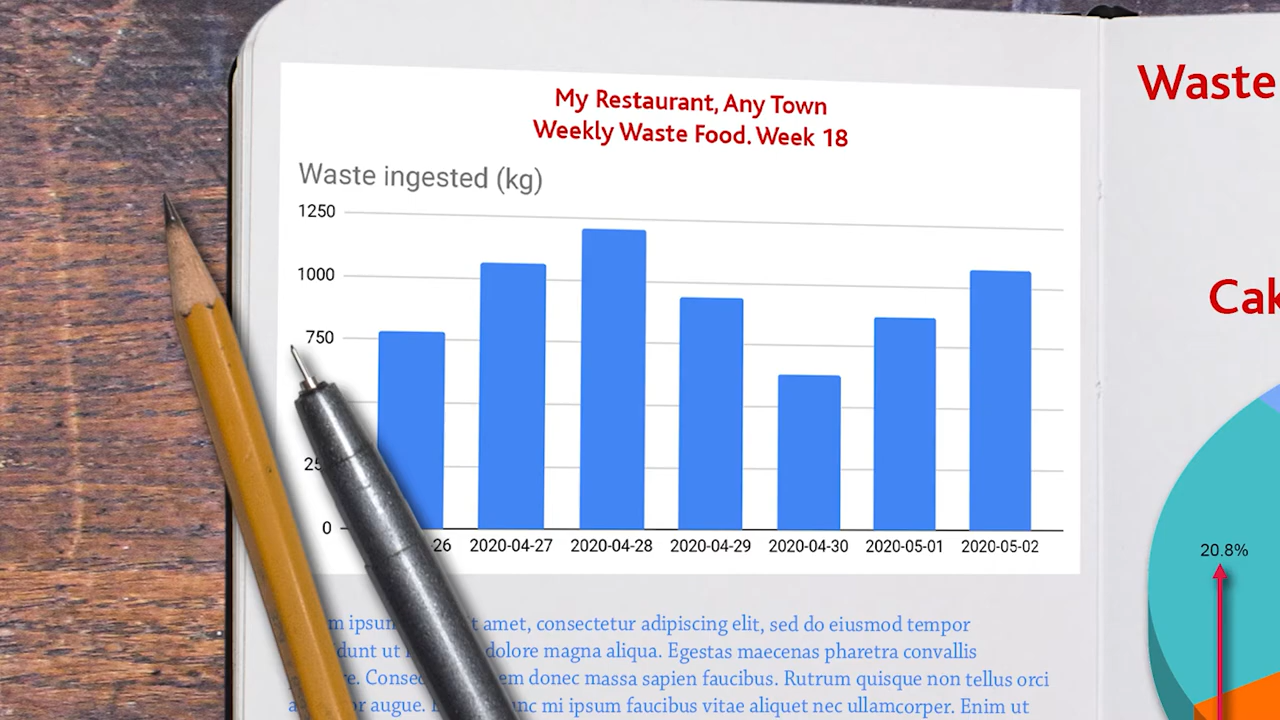 My Restaurant, Any Town
Weekly Waste Food. Week 18
Waste ingested (kg)
1250
1000
750
0
26 2020-04-27 2020-04-28 2020-04-29 2020-04-30 2020-05-01 2020-05-02
amet, consectetur adipiscing elit, sed do eiusmod tempor
ut dolore magna aliqua. Egestas maecenas pharetra convallis
donec massa sapien faucibus. Rutrum quisque non tellus orci
augue. mi ipsum faucibus vitae aliquet nec ullamcorper. Enim ut
Waste
20.8%